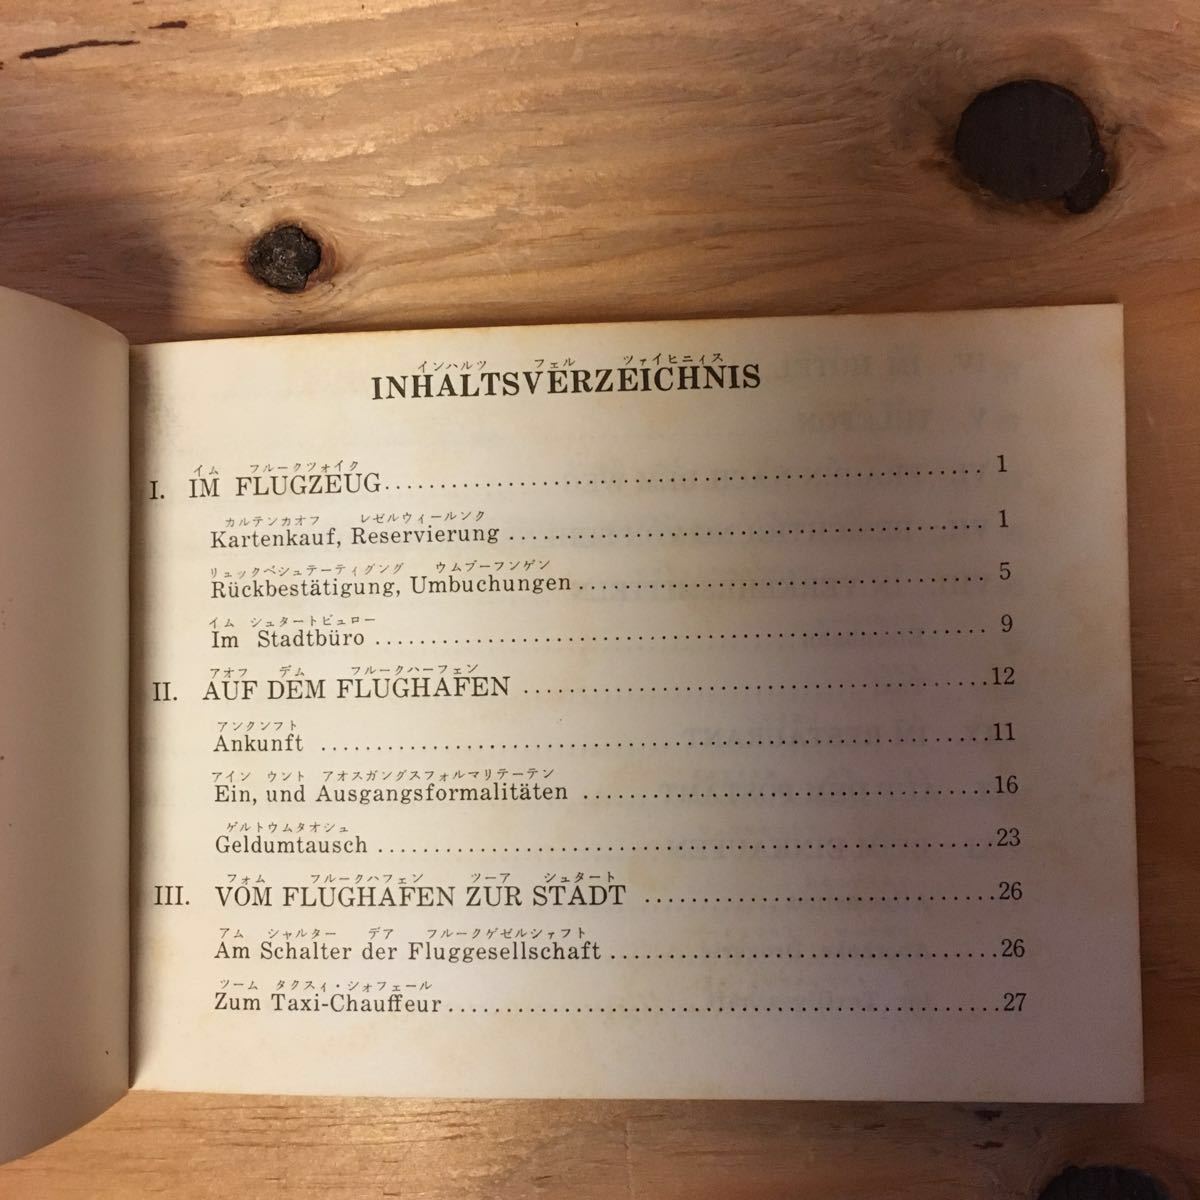 インハルツ フェル ツァイヒニィス
INHALTSVERZEICHNIS
イム フルークツォイク
I. IM FLUGZEUG........................................................ 1
カルテンカオフ レゼルウィールンク
Kartenkauf, Reservierung ............................................. 1
リュックベシュテーティグング ウムブーフンゲン
Rückbestätigung, Umbuchungen ...................................... 5
イム シュタートビュロー
Im Stadtbüro ........................................................ 9
アオフ デム フルークハーフェン
II. AUF DEM FLUGHAFEN .............................................12
アンクンフト
Ankunft ..............................................................11
アイン ウント アオスガングスフォルマリテーテン
Ein, und Ausgangsformalitäten .......................................16
ゲルトウムタオシュ
Geldumtausch ........................................................23
フォム フルークハフェン ツーア シュタート
III. VOM FLUGHAFEN ZUR STADT .................................26
アム シャルター デア フルークゲゼルシャフト
Am Schalter der Fluggesellschaft .....................................26
ツーム タクスィ・ショフェール
Zum Taxi-Chauffeur ..................................................27